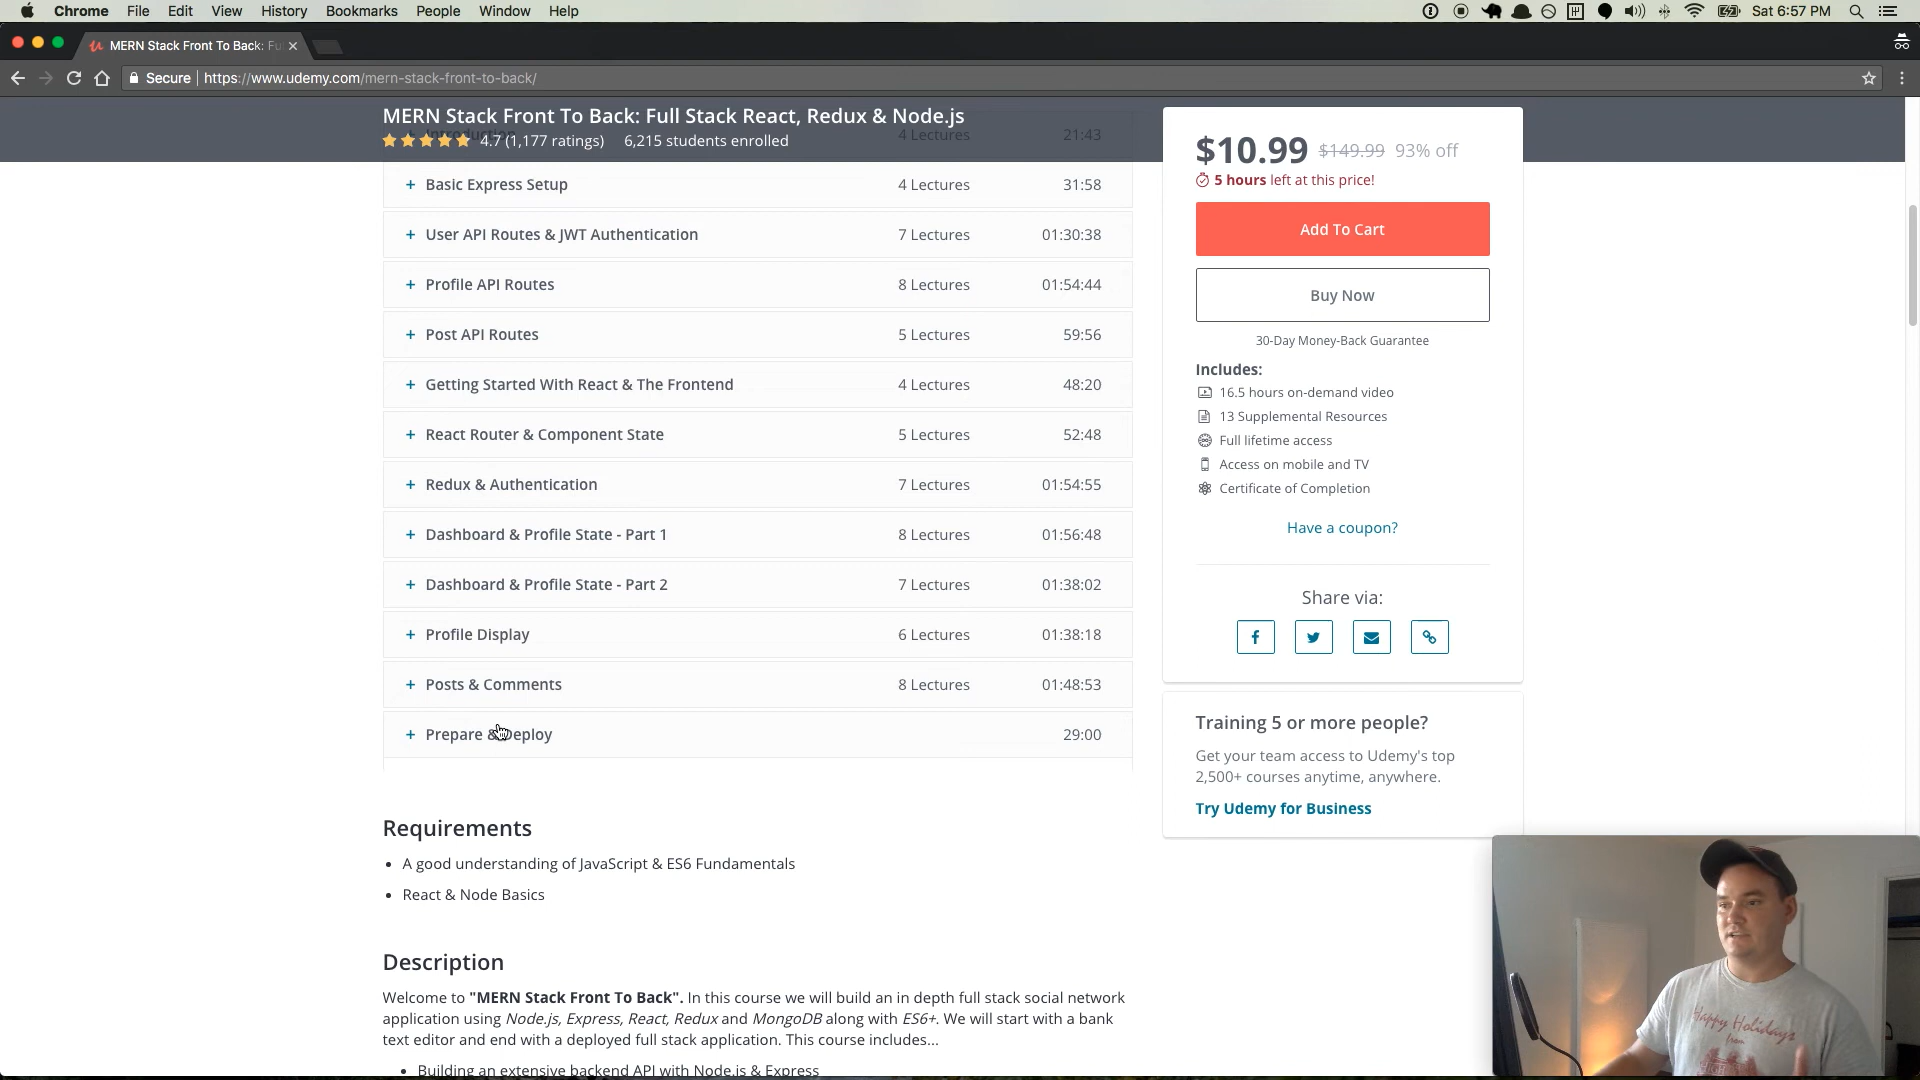 Chrome File Edit View History Bookmarks People Window Help
Sat 6:57 PM
MERN Stack Front To Back: Fu
Secure | https://www.udemy.com/mern-stack-front-to-back/
MERN Stack Front To Back: Full Stack React, Redux & Node.js
4.7 (1,177 ratings) 6,215 students enrolled
Introduction 4 Lectures 21:43
+ Basic Express Setup 4 Lectures 31:58
+ User API Routes & JWT Authentication 7 Lectures 01:30:38
+ Profile API Routes 8 Lectures 01:54:44
+ Post API Routes 5 Lectures 59:56
+ Getting Started With React & The Frontend 4 Lectures 48:20
+ React Router & Component State 5 Lectures 52:48
+ Redux & Authentication 7 Lectures 01:54:55
+ Dashboard & Profile State - Part 1 8 Lectures 01:56:48
+ Dashboard & Profile State - Part 2 7 Lectures 01:38:02
+ Profile Display 6 Lectures 01:38:18
+ Posts & Comments 8 Lectures 01:48:53
+ Prepare & Deploy 29:00
Requirements
• A good understanding of JavaScript & ES6 Fundamentals
• React & Node Basics
Description
Welcome to "MERN Stack Front To Back". In this course we will build an in depth full stack social network
application using Node.js, Express, React, Redux and MongoDB along with ES6+. We will start with a bank
text editor and end with a deployed full stack application. This course includes...
• Building an extensive backend API with Node.js & Express
$10.99 $149.99 93% off
5 hours left at this price!
Add To Cart
Buy Now
30-Day Money-Back Guarantee
Includes:
16.5 hours on-demand video
13 Supplemental Resources
Full lifetime access
Access on mobile and TV
Certificate of Completion
Have a coupon?
Share via:
Training 5 or more people?
Get your team access to Udemy's top
2,500+ courses anytime, anywhere.
Try Udemy for Business
Happy Holidays
from